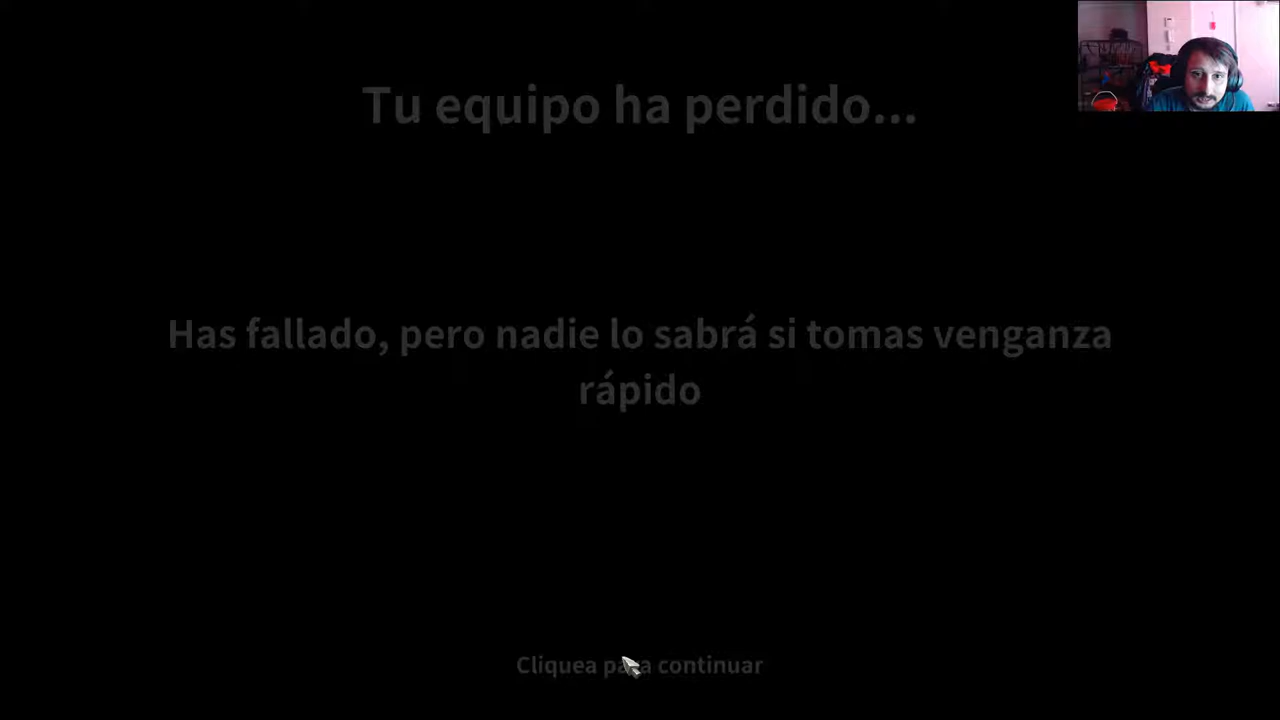 Tu equipo ha perdido...
Has fallado, pero nadie lo sabrá si tomas venganza
rápido
Cliquea para continuar